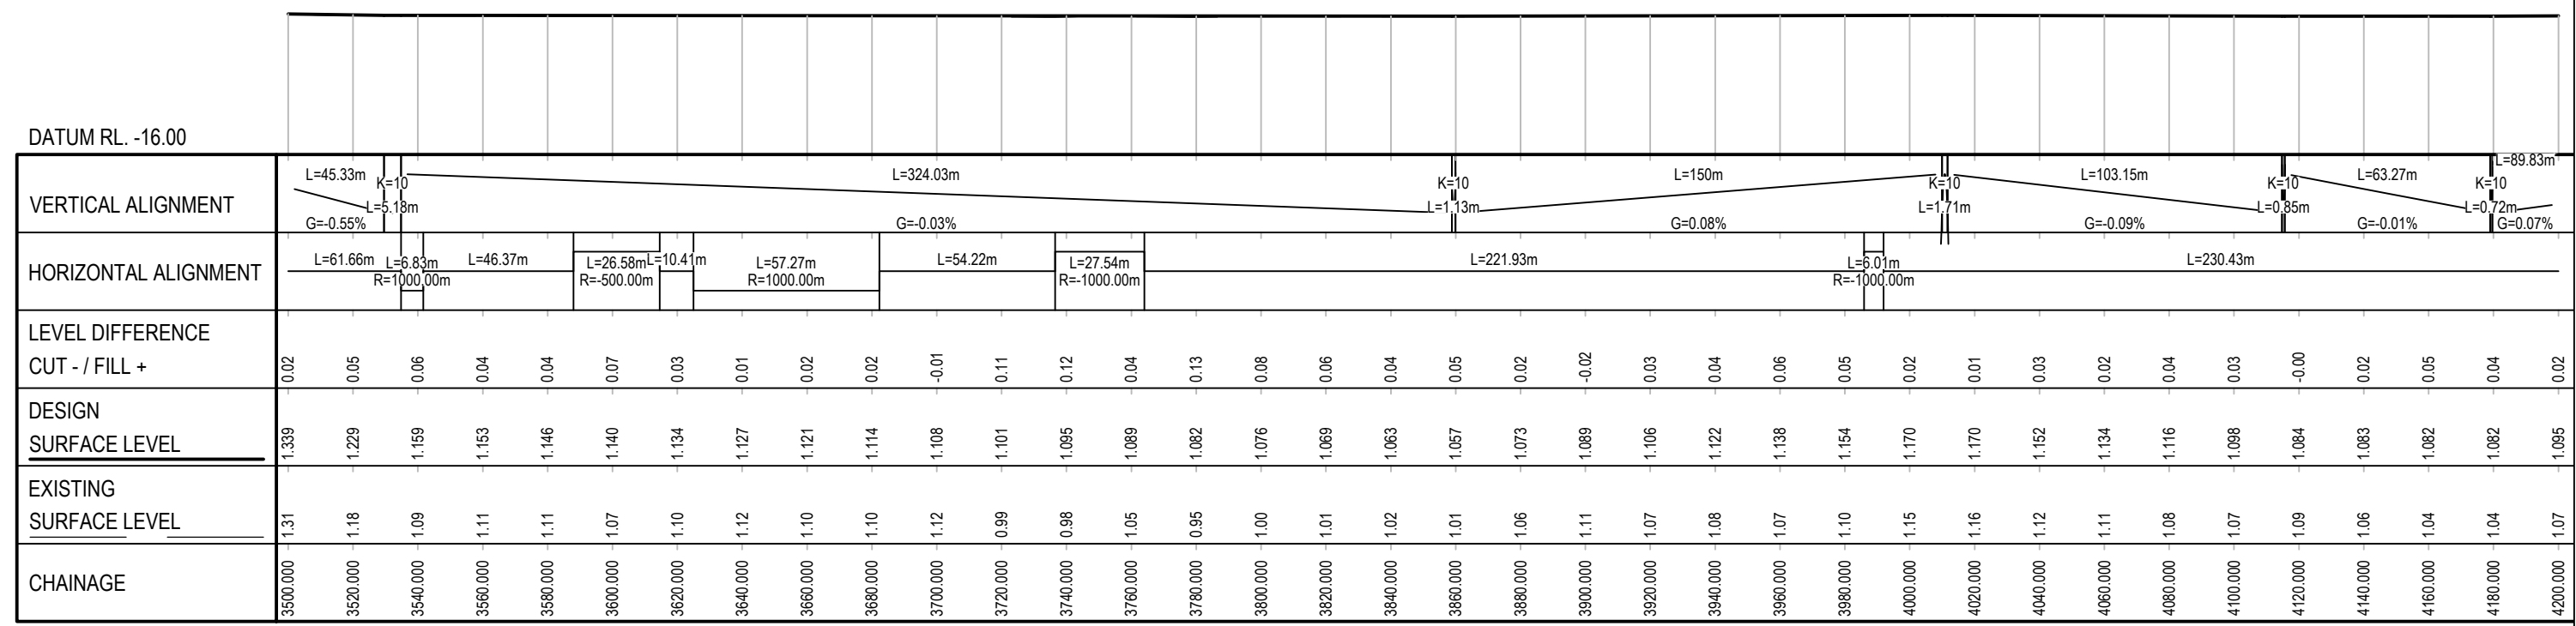 DATUM RL. -16.00
VERTICAL ALIGNMENT
L=45.33m K=10 L=324.03m K=10 L=150m K=10 L=103.15m K=10 L=63.27m K=10 L=89.83m
L=5.18m L=1.13m L=1.71m L=0.85m L=0.72m
G=-0.55% G=-0.03% G=0.08% G=-0.09% G=-0.01% G=0.07%
HORIZONTAL ALIGNMENT
L=61.66m L=6.83m L=46.37m L=26.58m L=10.41m L=57.27m L=54.22m L=27.54m L=221.93m L=6.01m L=230.43m
R=1000.00m R=-500.00m R=1000.00m R=-1000.00m R=-1000.00m
LEVEL DIFFERENCE
CUT - / FILL +
0.02 0.05 0.06 0.04 0.04 0.07 0.03 0.01 0.02 0.02 -0.01 0.11 0.12 0.04 0.13 0.08 0.06 0.04 0.05 0.02 -0.02 0.03 0.04 0.06 0.05 0.02 0.01 0.03 0.02 0.04 0.03 -0.00 0.02 0.05 0.04 0.02
DESIGN
SURFACE LEVEL
1.339 1.229 1.159 1.153 1.146 1.140 1.134 1.127 1.121 1.114 1.108 1.101 1.095 1.089 1.082 1.076 1.069 1.063 1.057 1.073 1.089 1.106 1.122 1.138 1.154 1.170 1.170 1.152 1.134 1.116 1.098 1.084 1.083 1.082 1.082 1.095
EXISTING
SURFACE LEVEL
1.31 1.18 1.09 1.11 1.11 1.07 1.10 1.12 1.10 1.10 1.12 0.99 0.98 1.05 0.95 1.00 1.01 1.02 1.01 1.06 1.11 1.07 1.08 1.07 1.10 1.15 1.16 1.12 1.11 1.08 1.07 1.09 1.06 1.04 1.04 1.07
CHAINAGE
3500.000 3520.000 3540.000 3560.000 3580.000 3600.000 3620.000 3640.000 3660.000 3680.000 3700.000 3720.000 3740.000 3760.000 3780.000 3800.000 3820.000 3840.000 3860.000 3880.000 3900.000 3920.000 3940.000 3960.000 3980.000 4000.000 4020.000 4040.000 4060.000 4080.000 4100.000 4120.000 4140.000 4160.000 4180.000 4200.000